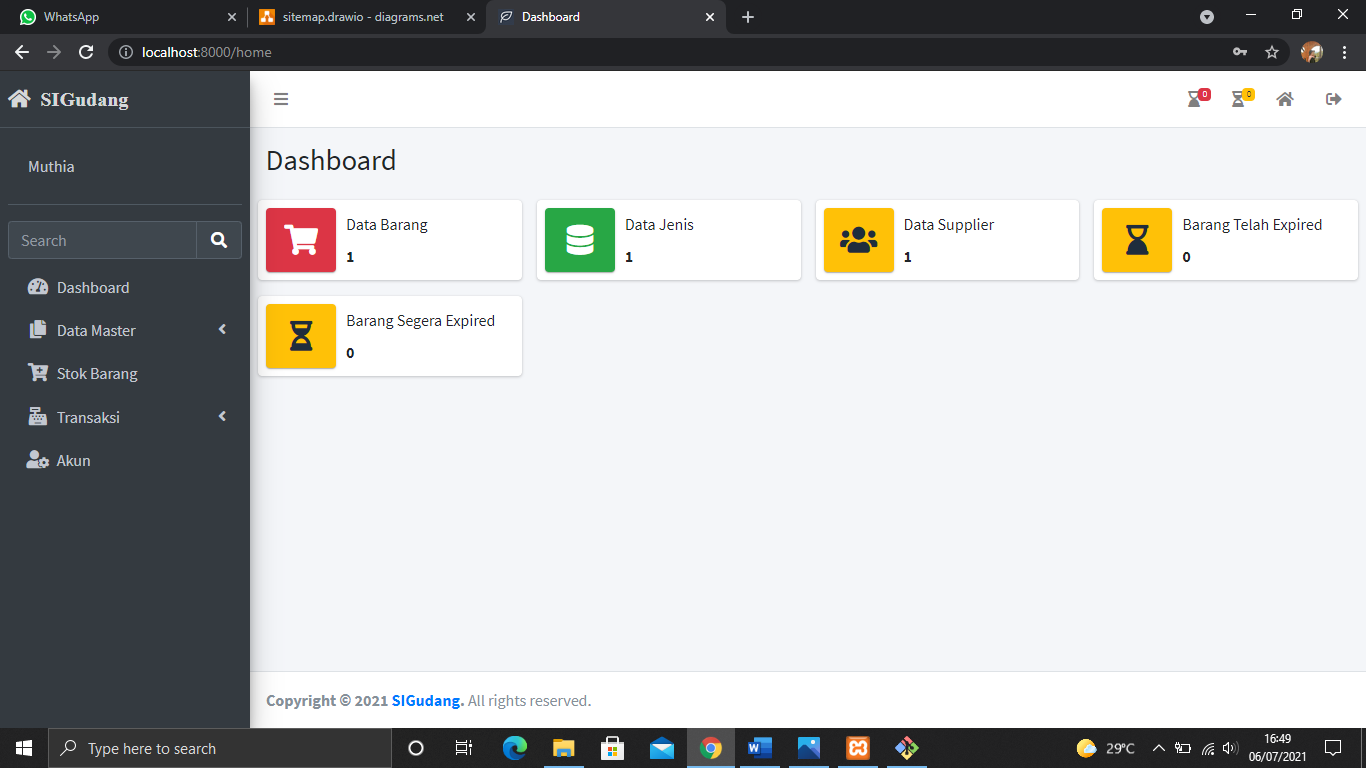 WhatsApp
sitemap.drawio - diagrams.net
Dashboard
localhost:8000/home
SIGudang
0
0
Muthia
Search
Dashboard
Data Master
Stok Barang
Transaksi
Akun
Dashboard
Data Barang
1
Data Jenis
1
Data Supplier
1
Barang Telah Expired
0
Barang Segera Expired
0
Copyright © 2021 SIGudang. All rights reserved.
Type here to search
29°C
16:49
06/07/2021